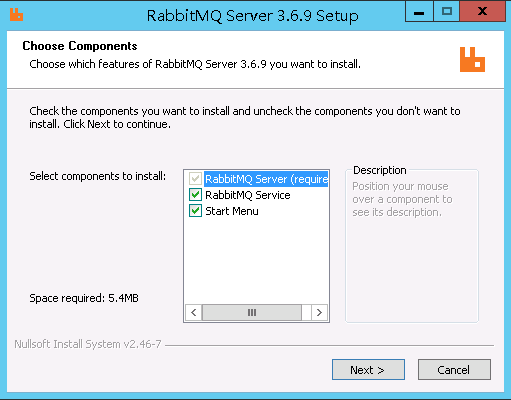 RabbitMQ Server 3.6.9 Setup
Choose Components
Choose which features of RabbitMQ Server 3.6.9 you want to install.
Check the components you want to install and uncheck the components you don't want to
install. Click Next to continue.
Select components to install:
RabbitMQ Server (require
RabbitMQ Service
Start Menu
Description
Position your mouse
over a component to
see its description.
Space required: 5.4MB
Nullsoft Install System v2.46-7
Next >
Cancel